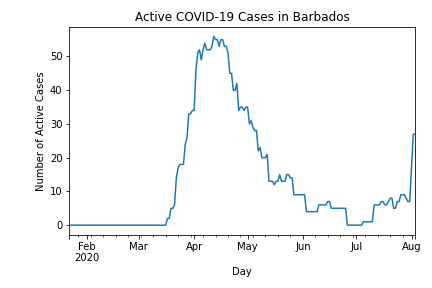 Active COVID-19 Cases in Barbados
Number of Active Cases
50
40
30
20
10
0
Feb Mar Apr May Jun Jul Aug
2020
Day